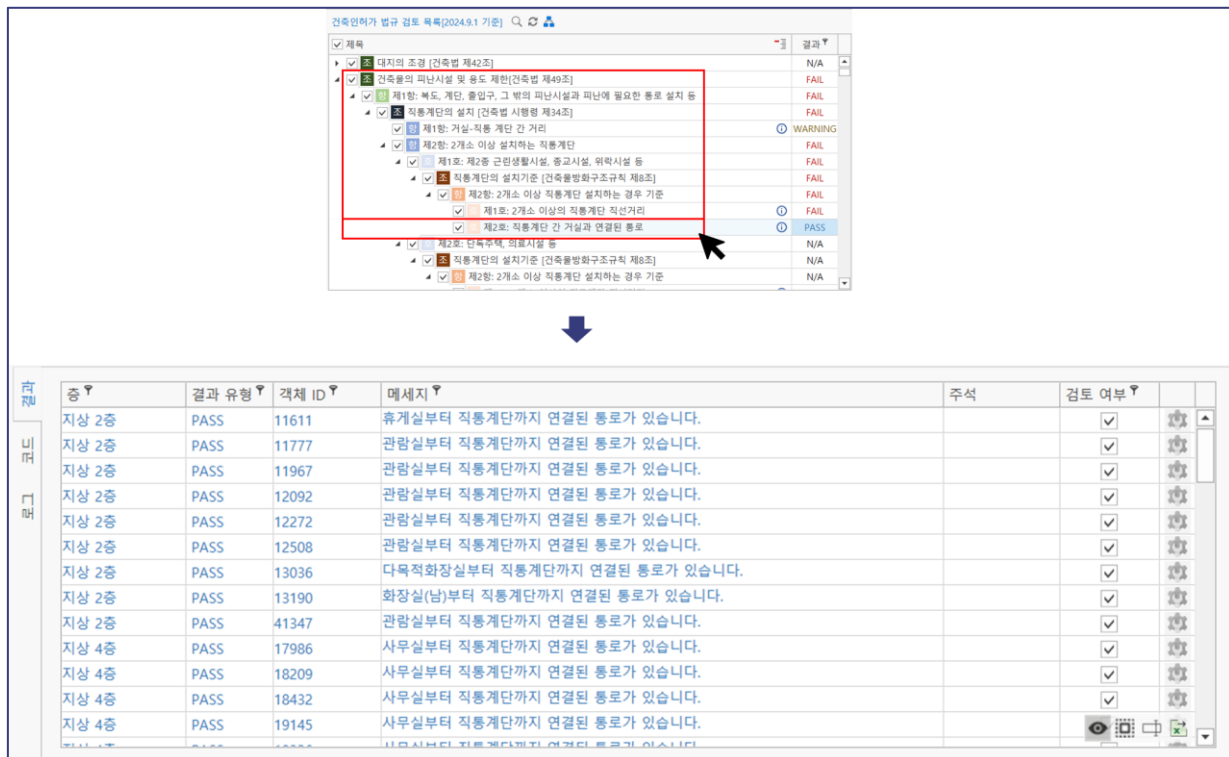 건축인허가 법규 검토 목록[2024.9.1 기준]
제목 결과
조 대지의 조경 [건축법 제42조] N/A
조 건축물의 피난시설 및 용도 제한[건축법 제49조] FAIL
항 제1항: 복도, 계단, 출입구, 그 밖의 피난시설과 피난에 필요한 통로 설치 등 FAIL
조 직통계단의 설치 [건축법 시행령 제34조] FAIL
항 제1항: 거실-직통 계단 간 거리 WARNING
항 제2항: 2개소 이상 설치하는 직통계단 FAIL
호 제1호: 제2종 근린생활시설, 종교시설, 위락시설 등 FAIL
조 직통계단의 설치기준 [건축물방화구조규칙 제8조] FAIL
항 제2항: 2개소 이상 직통계단 설치하는 경우 기준 FAIL
호 제1호: 2개소 이상의 직통계단 직선거리 FAIL
호 제2호: 직통계단 간 거실과 연결된 통로 PASS
호 제2호: 단독주택, 의료시설 등 N/A
조 직통계단의 설치기준 [건축물방화구조규칙 제8조] N/A
항 제2항: 2개소 이상 직통계단 설치하는 경우 기준 N/A
결과
코드
로그
층 결과 유형 객체 ID 메세지 주석 검토 여부
지상 2층 PASS 11611 휴게실부터 직통계단까지 연결된 통로가 있습니다.
지상 2층 PASS 11777 관람실부터 직통계단까지 연결된 통로가 있습니다.
지상 2층 PASS 11967 관람실부터 직통계단까지 연결된 통로가 있습니다.
지상 2층 PASS 12092 관람실부터 직통계단까지 연결된 통로가 있습니다.
지상 2층 PASS 12272 관람실부터 직통계단까지 연결된 통로가 있습니다.
지상 2층 PASS 12508 관람실부터 직통계단까지 연결된 통로가 있습니다.
지상 2층 PASS 13036 다목적화장실부터 직통계단까지 연결된 통로가 있습니다.
지상 2층 PASS 13190 화장실(남)부터 직통계단까지 연결된 통로가 있습니다.
지상 2층 PASS 41347 관람실부터 직통계단까지 연결된 통로가 있습니다.
지상 4층 PASS 17986 사무실부터 직통계단까지 연결된 통로가 있습니다.
지상 4층 PASS 18209 사무실부터 직통계단까지 연결된 통로가 있습니다.
지상 4층 PASS 18432 사무실부터 직통계단까지 연결된 통로가 있습니다.
지상 4층 PASS 19145 사무실부터 직통계단까지 연결된 통로가 있습니다.